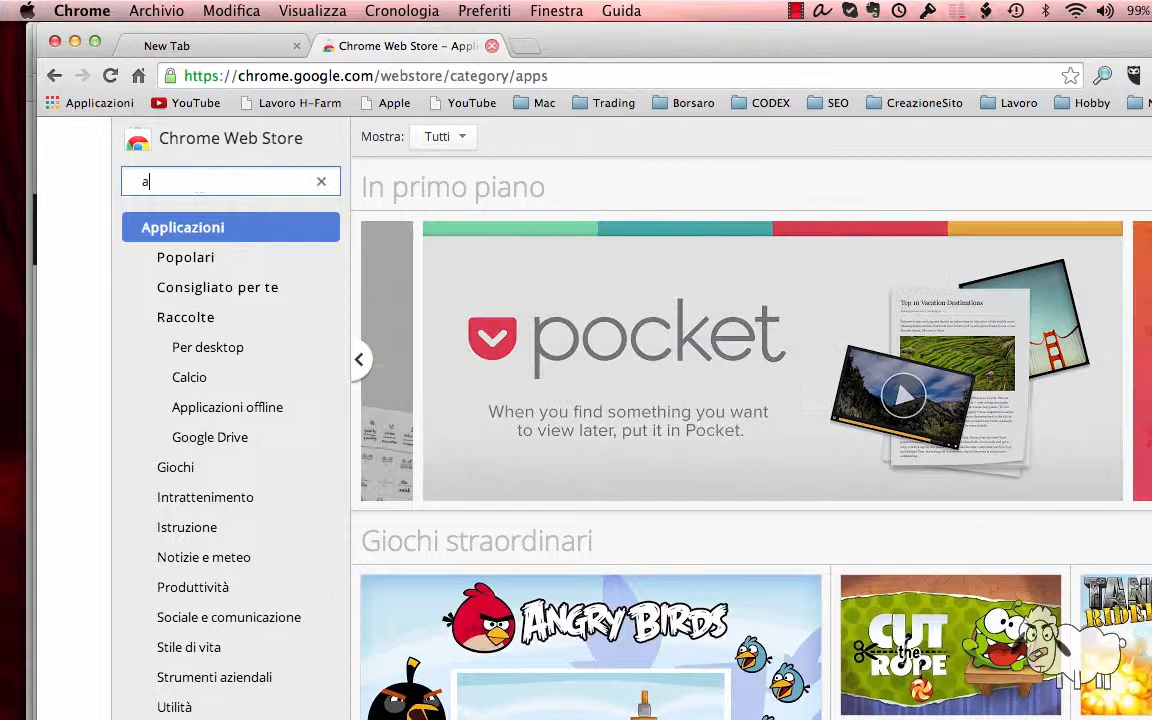 Chrome Archivio Modifica Visualizza Cronologia Preferiti Finestra Guida 99%
New Tab Chrome Web Store – Appli
https://chrome.google.com/webstore/category/apps
Applicazioni YouTube Lavoro H-Farm Apple YouTube Mac Trading Borsaro CODEX SEO CreazioneSito Lavoro Hobby
Chrome Web Store
Mostra: Tutti
a
In primo piano
Applicazioni
Popolari
Consigliato per te
Raccolte
Per desktop
Calcio
Applicazioni offline
Google Drive
Giochi
Intrattenimento
Istruzione
Notizie e meteo
Produttività
Sociale e comunicazione
Stile di vita
Strumenti aziendali
Utilità
pocket
When you find something you want
to view later, put it in Pocket.
Top 10 Vacation Destinations
Giochi straordinari
ANGRY BIRDS
CUT
the
ROPE